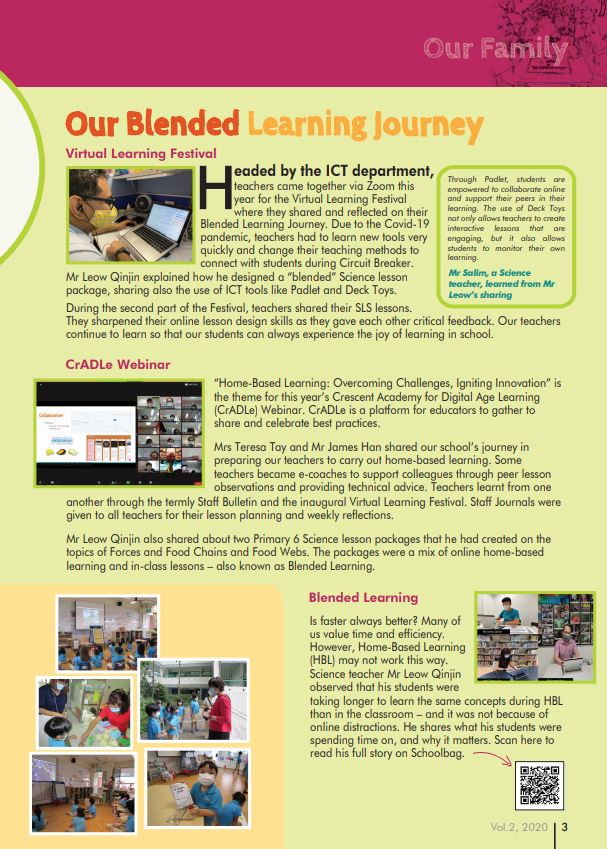 Our Family
Our Blended Learning Journey
Virtual Learning Festival
Headed by the ICT department,
teachers came together via Zoom this
year for the Virtual Learning Festival
where they shared and reflected on their
Blended Learning Journey. Due to the Covid-19
pandemic, teachers had to learn new tools very
quickly and change their teaching methods to
connect with students during Circuit Breaker.
Mr Leow Qinjin explained how he designed a "blended" Science lesson
package, sharing also the use of ICT tools like Padlet and Deck Toys.
During the second part of the Festival, teachers shared their SLS lessons.
They sharpened their online lesson design skills as they gave each other critical feedback. Our teachers
continue to learn so that our students can always experience the joy of learning in school.
Through Padlet, students are
empowered to collaborate online
and support their peers in their
learning. The use of Deck Toys
not only allows teachers to create
interactive lessons that are
engaging, but it also allows
students to monitor their own
learning.
Mr Salim, a Science
teacher, learned from Mr
Leow's sharing
CrADLe Webinar
Collaborative
"Home-Based Learning: Overcoming Challenges, Igniting Innovation" is
the theme for this year's Crescent Academy for Digital Age Learning
(CrADLe) Webinar. CrADLe is a platform for educators to gather to
share and celebrate best practices.
Mrs Teresa Tay and Mr James Han shared our school's journey in
preparing our teachers to carry out home-based learning. Some
teachers became e-coaches to support colleagues through peer lesson
observations and providing technical advice. Teachers learnt from one
another through the termly Staff Bulletin and the inaugural Virtual Learning Festival. Staff Journals were
given to all teachers for their lesson planning and weekly reflections.
Mr Leow Qinjin also shared about two Primary 6 Science lesson packages that he had created on the
topics of Forces and Food Chains and Food Webs. The packages were a mix of online home-based
learning and in-class lessons – also known as Blended Learning.
Blended Learning
Is faster always better? Many of
us value time and efficiency.
However, Home-Based Learning
(HBL) may not work this way.
Science teacher Mr Leow Qinjin
observed that his students were
taking longer to learn the same concepts during HBL
than in the classroom – and it was not because of
online distractions. He shares what his students were
spending time on, and why it matters. Scan here to
read his full story on Schoolbag.
Vol.2, 2020 | 3